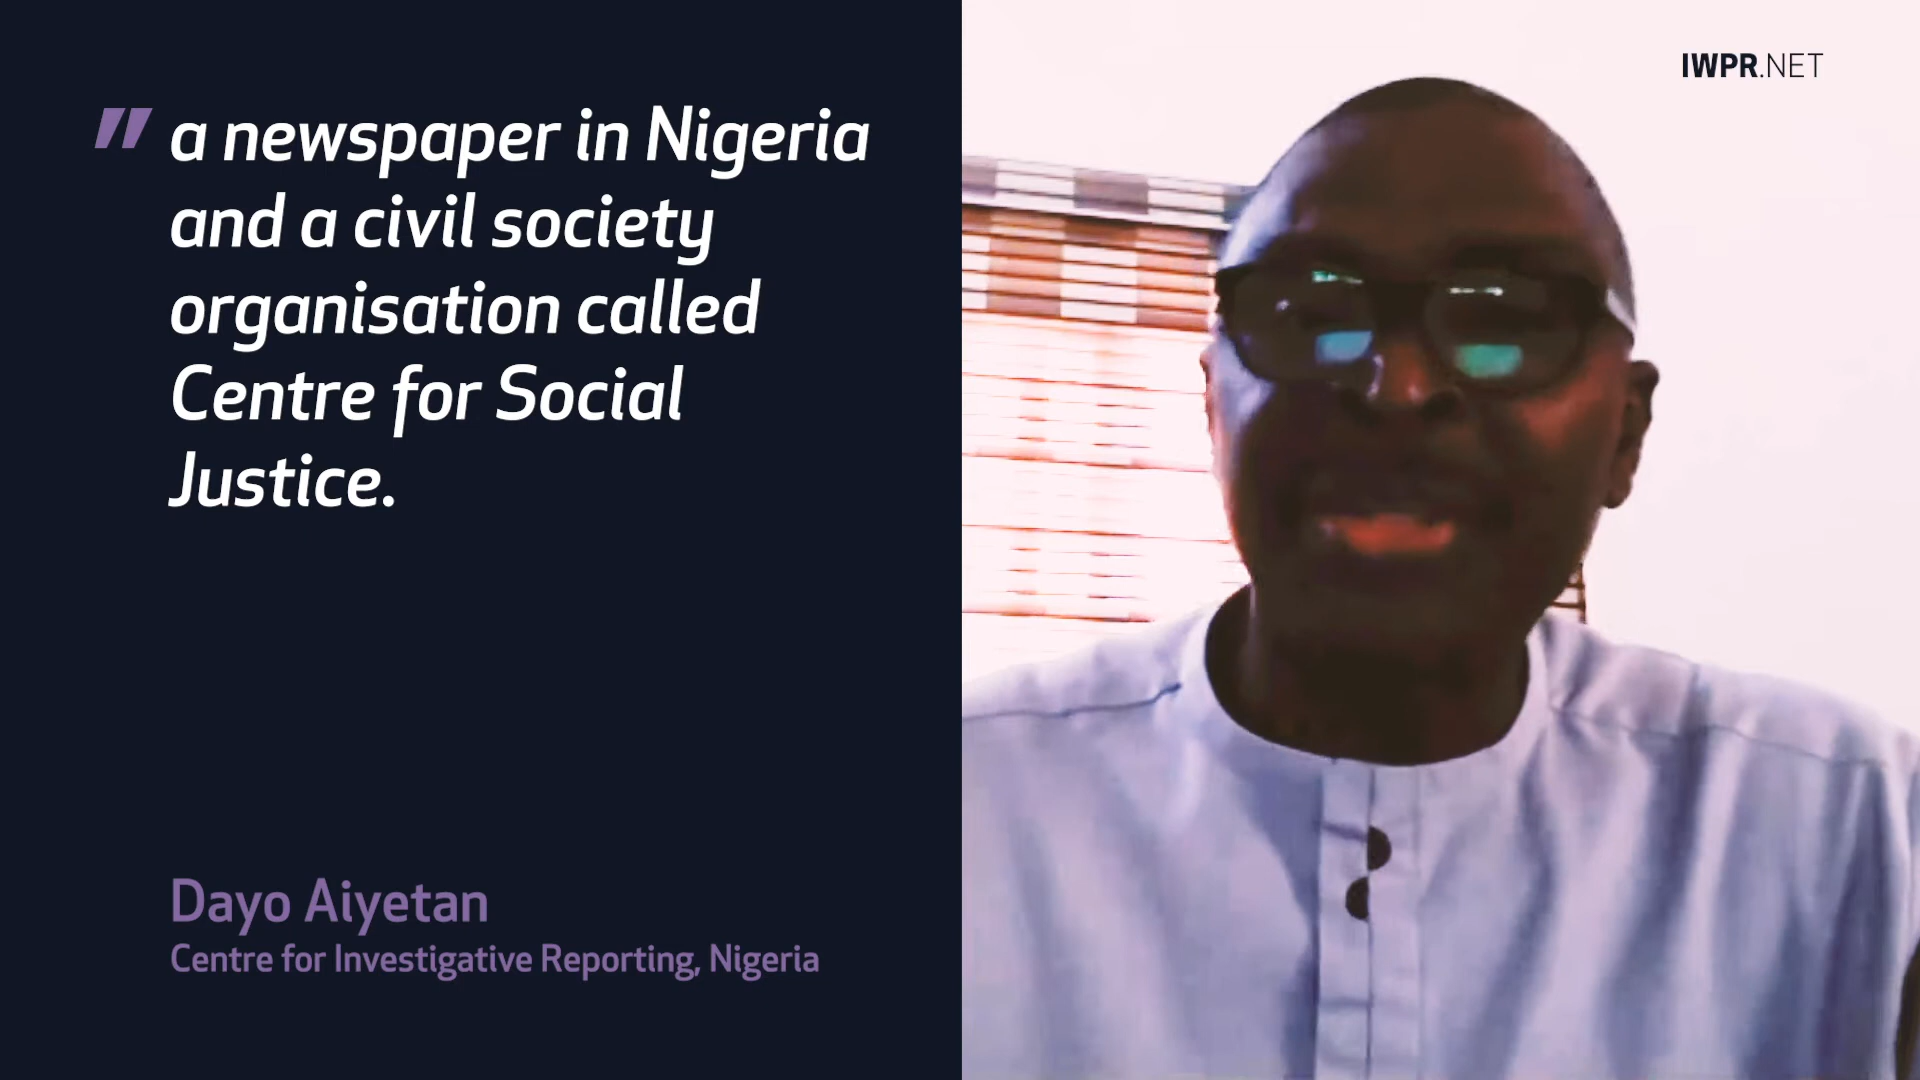 IWPR.NET
" a newspaper in Nigeria
and a civil society
organisation called
Centre for Social
Justice.
Dayo Aiyetan
Centre for Investigative Reporting, Nigeria